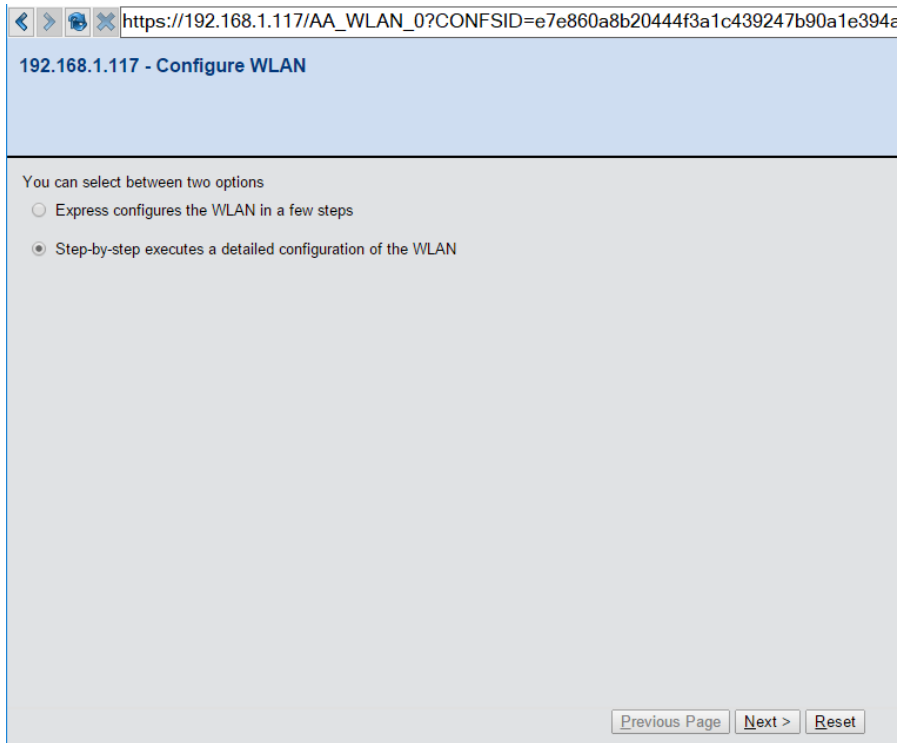 https://192.168.1.117/AA_WLAN_0?CONFSID=e7e860a8b20444f3a1c439247b90a1e394a
192.168.1.117 - Configure WLAN
You can select between two options
Express configures the WLAN in a few steps
Step-by-step executes a detailed configuration of the WLAN
Previous Page Next > Reset